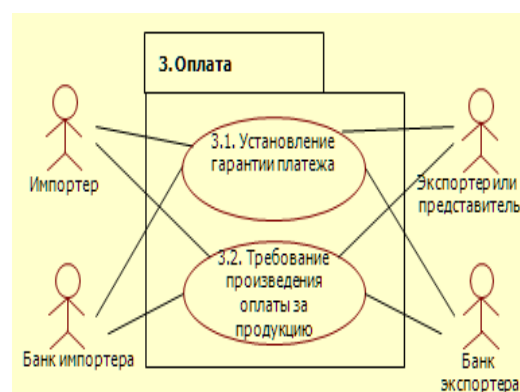 3.Оплата
3.1. Установление
гарантии платежа
Импортер
Экспортер или
представитель
3.2. Требование
произведения
оплаты за
продукцию
Банк импортера
Банк
экспортера